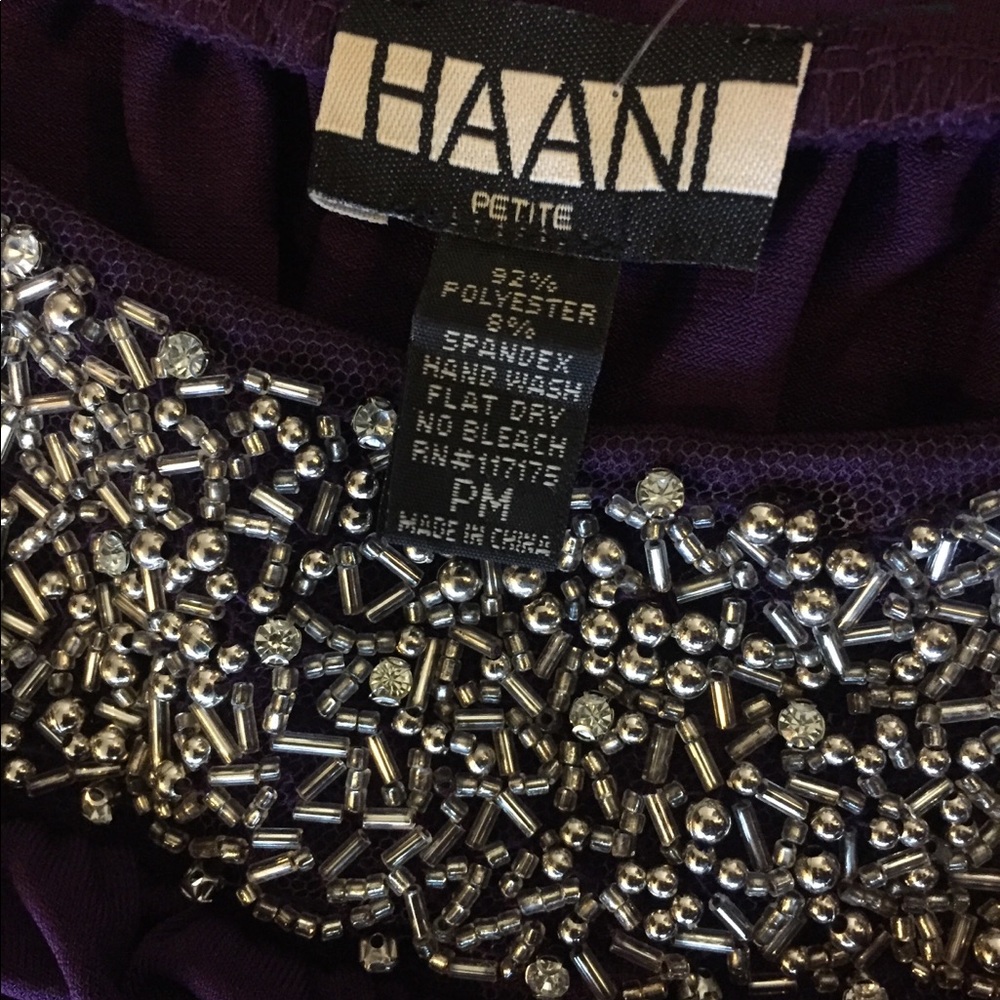 HAANI
PETITE
92%
POLYESTER
8%
SPANDEX
HAND WASH
FLAT DRY
NO BLEACH
RN# 117175
PM
MADE IN CHINA